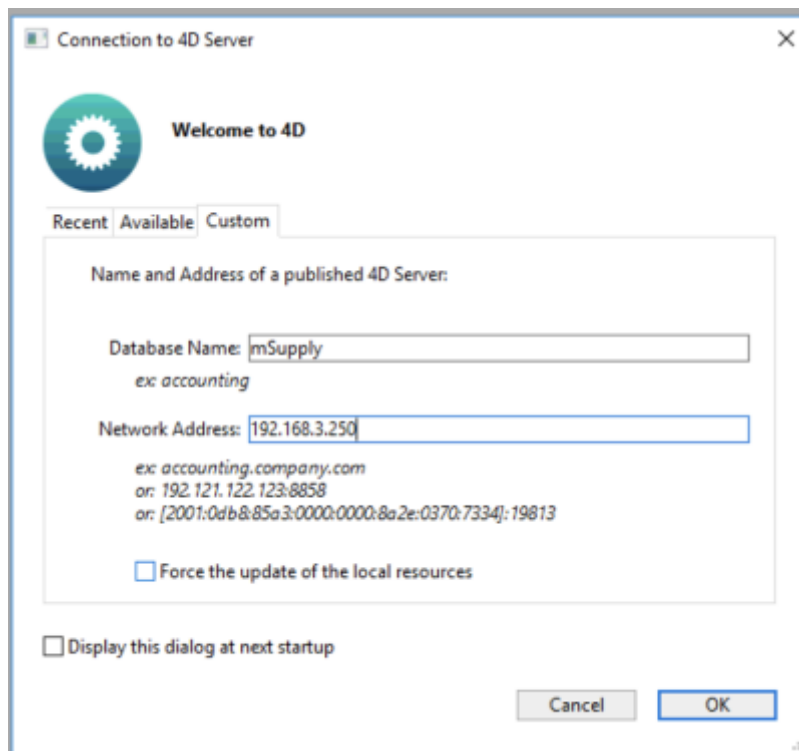 Connection to 4D Server
Welcome to 4D
Recent Available Custom
Name and Address of a published 4D Server:
Database Name: mSupply
ex: accounting
Network Address: 192.168.3.250
ex: accounting.company.com
or: 192.121.122.123:8858
or: [2001:0db8:85a3:0000:0000:8a2e:0370:7334]:19813
Force the update of the local resources
Display this dialog at next startup
Cancel OK